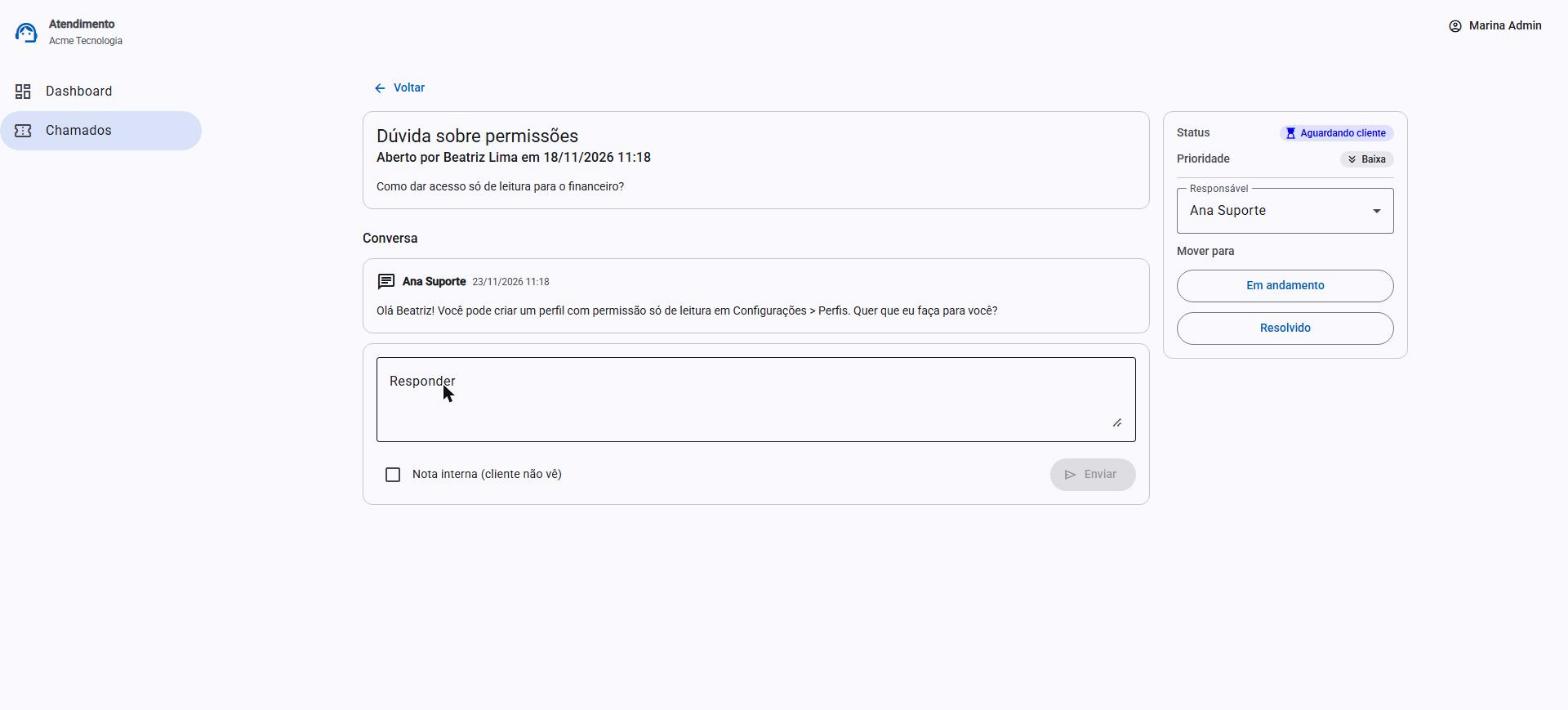 Atendimento
Acme Tecnologia
Marina Admin
Dashboard
Chamados
Voltar
Dúvida sobre permissões
Aberto por Beatriz Lima em 18/11/2026 11:18
Como dar acesso só de leitura para o financeiro?
Conversa
Ana Suporte 23/11/2026 11:18
Olá Beatriz! Você pode criar um perfil com permissão só de leitura em Configurações > Perfis. Quer que eu faça para você?
Responder
Nota interna (cliente não vê)
Enviar
Status Aguardando cliente
Prioridade Baixa
Responsável
Ana Suporte
Mover para
Em andamento
Resolvido